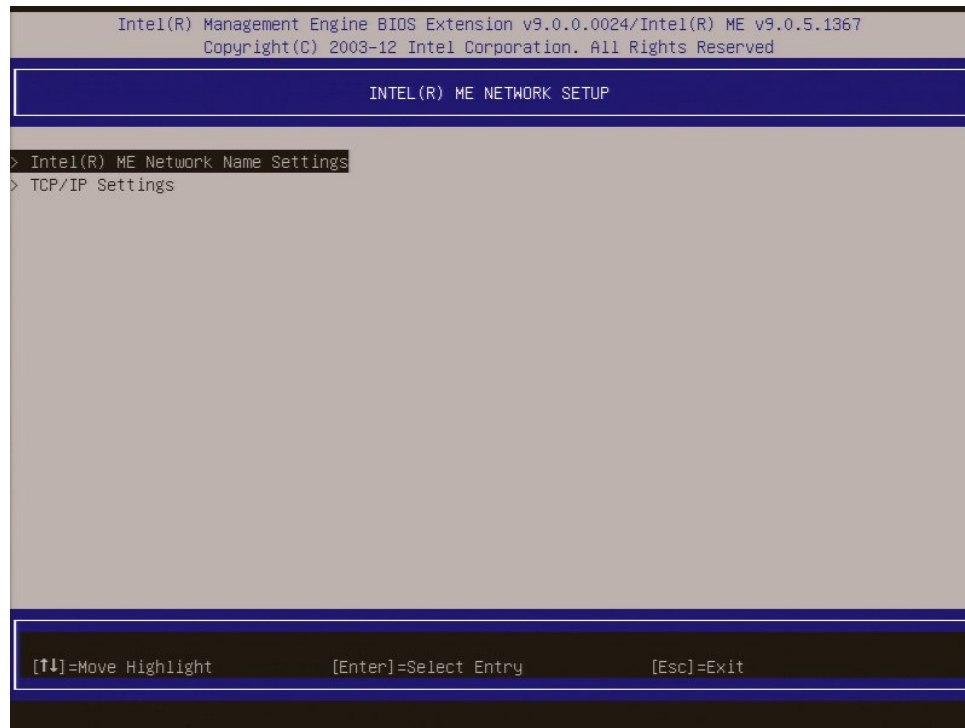 Intel(R) Management Engine BIOS Extension v9.0.0.0024/Intel(R) ME v9.0.5.1367
Copyright(C) 2003-12 Intel Corporation. All Rights Reserved
INTEL(R) ME NETWORK SETUP
> Intel(R) ME Network Name Settings
> TCP/IP Settings
[↑↓]=Move Highlight [Enter]=Select Entry [Esc]=Exit